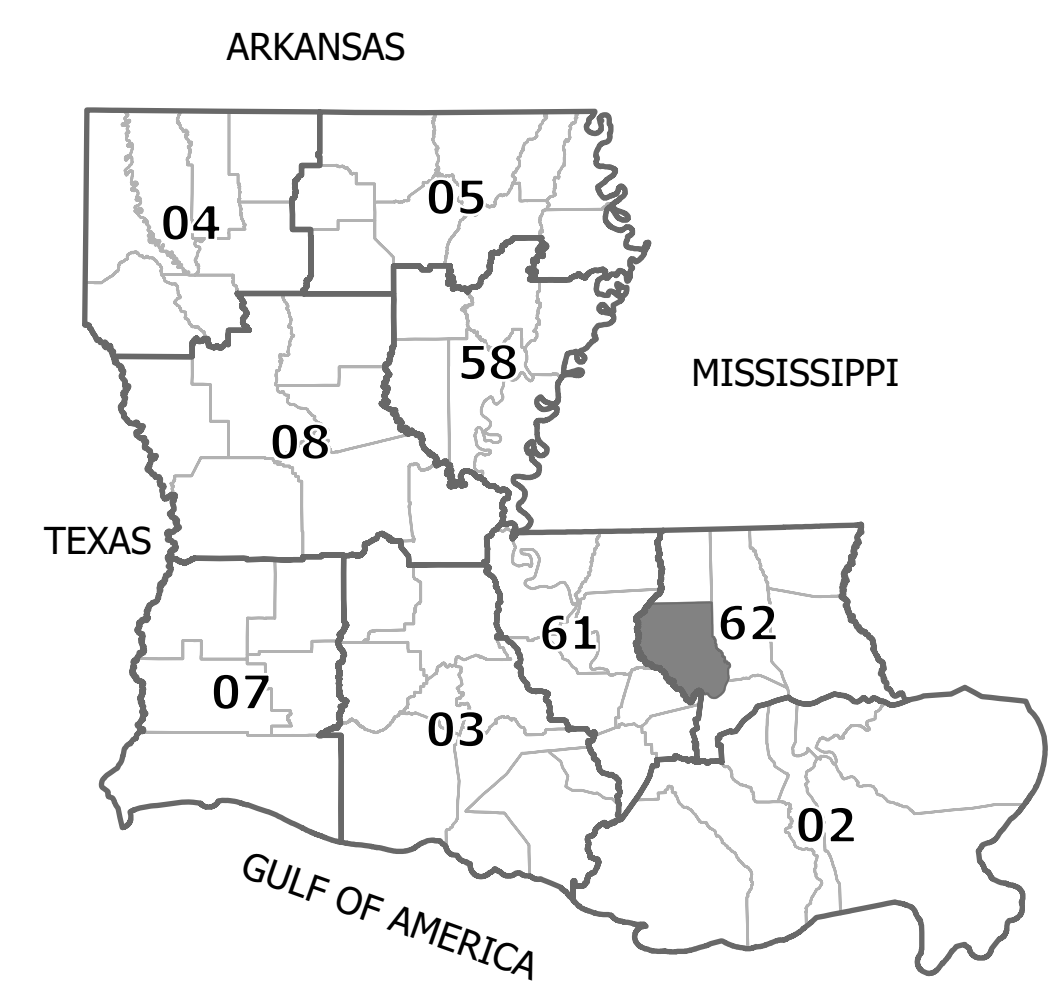 ARKANSAS
04
05
58
MISSISSIPPI
08
TEXAS
61
62
07
03
02
GULF OF AMERICA